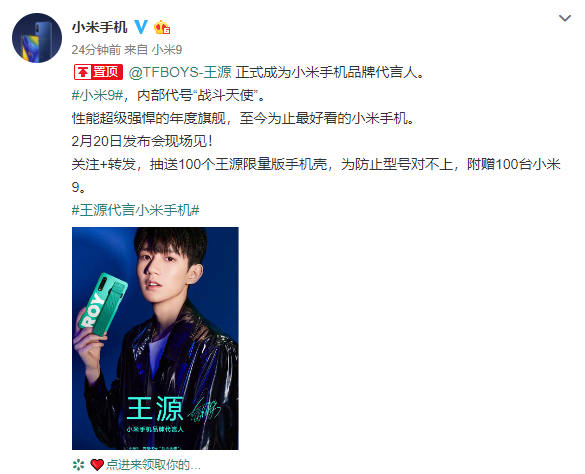 小米手机
24分钟前 来自 小米9
置顶 @TFBOYS-王源 正式成为小米手机品牌代言人。
#小米9#，内部代号“战斗天使”。
性能超级强悍的年度旗舰，至今为止最好看的小米手机。
2月20日发布会现场见！
关注+转发，抽送100个王源限量版手机壳，为防止型号对不上，附赠100台小米
9。
#王源代言小米手机#
ROY
王源
小米手机品牌代言人
点进来领取你的...